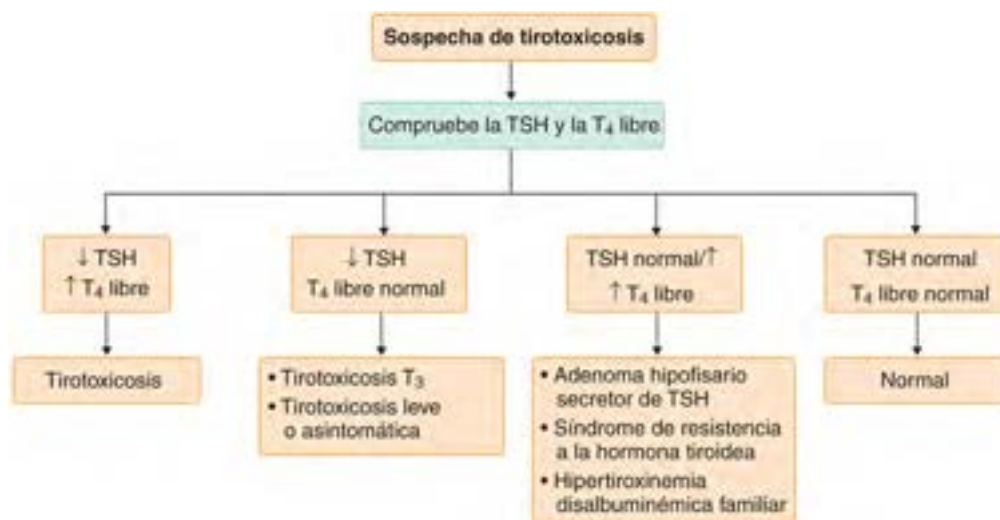 Sospecha de tirotoxicosis
Compruebe la TSH y la T₄ libre
↓ TSH
↑ T₄ libre
↓ TSH
T₄ libre normal
TSH normal/↑
↑ T₄ libre
TSH normal
T₄ libre normal
Tirotoxicosis
• Tirotoxicosis T₃
• Tirotoxicosis leve
o asintomática
• Adenoma hipofisario
secretor de TSH
• Síndrome de resistencia
a la hormona tiroidea
• Hipertiroxinemia
disalbuminémica familiar
Normal